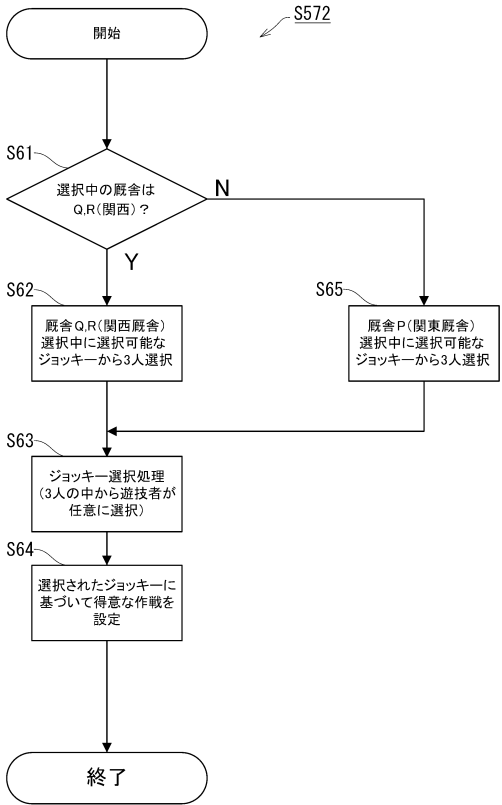 開始
S572
S61
選択中の厩舎は
Q,R(関西)?
N
Y
S62
厩舎Q,R(関西厩舎)
選択中に選択可能な
ジョッキーから3人選択
S65
厩舎P(関東厩舎)
選択中に選択可能な
ジョッキーから3人選択
S63
ジョッキー選択処理
(3人の中から遊技者が
任意に選択)
S64
選択されたジョッキーに
基づいて得意な作戦を
設定
終了